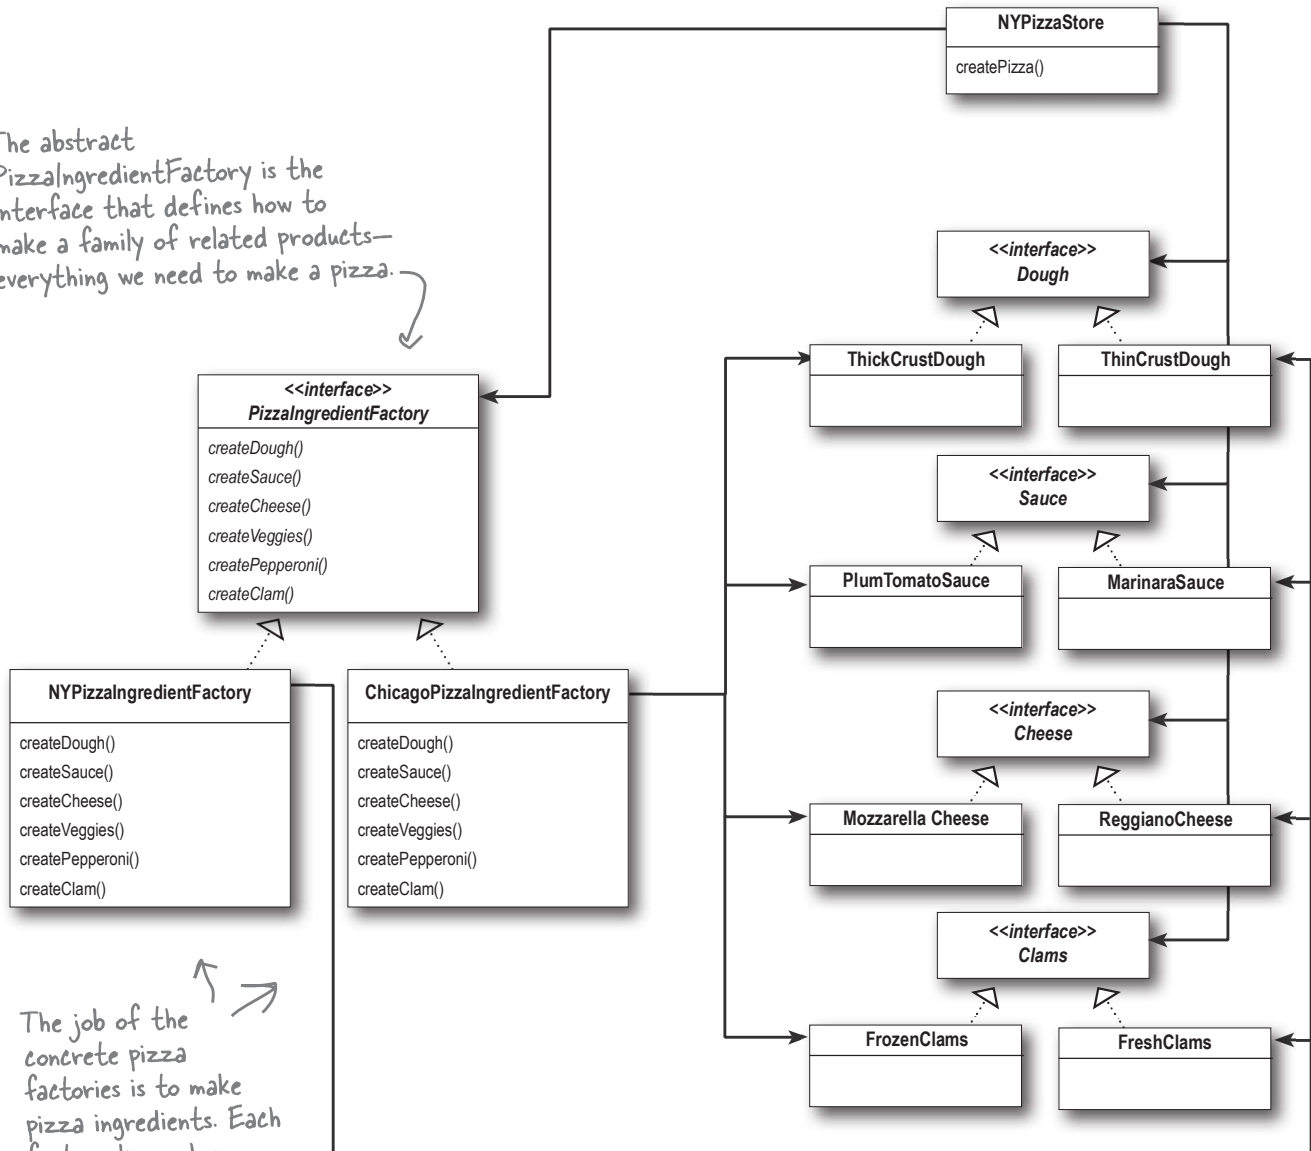 NYPizzaStore
createPizza()
The abstract
PizzaIngredientFactory is the
interface that defines how to
make a family of related products—
everything we need to make a pizza.
<<interface>>
PizzaIngredientFactory
createDough()
createSauce()
createCheese()
createVeggies()
createPepperoni()
createClam()
NYPizzaIngredientFactory
createDough()
createSauce()
createCheese()
createVeggies()
createPepperoni()
createClam()
ChicagoPizzaIngredientFactory
createDough()
createSauce()
createCheese()
createVeggies()
createPepperoni()
createClam()
<<interface>>
Dough
ThickCrustDough
ThinCrustDough
<<interface>>
Sauce
PlumTomatoSauce
MarinaraSauce
<<interface>>
Cheese
Mozzarella Cheese
ReggianoCheese
<<interface>>
Clams
FrozenClams
FreshClams
The job of the
concrete pizza
factories is to make
pizza ingredients. Each